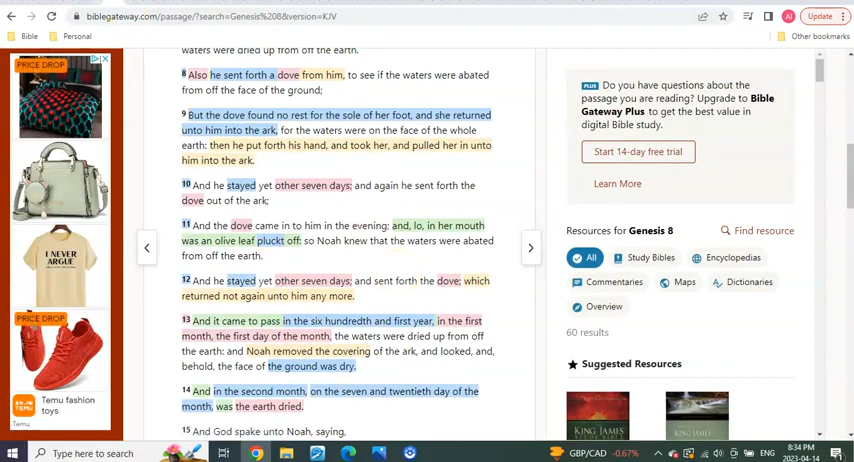 biblegateway.com/passage/?search=Genesis%208&version=KJV
AI
Update
Bible
Personal
Other bookmarks
waters were dried up from off the earth.
8 Also he sent forth a dove from him, to see if the waters were abated
from off the face of the ground;
9 But the dove found no rest for the sole of her foot, and she returned
unto him into the ark, for the waters were on the face of the whole
earth: then he put forth his hand, and took her, and pulled her in unto
him into the ark.
10 And he stayed yet other seven days; and again he sent forth the
dove out of the ark;
11 And the dove came in to him in the evening; and, lo, in her mouth
was an olive leaf pluckt off: so Noah knew that the waters were abated
from off the earth.
12 And he stayed yet other seven days; and sent forth the dove; which
returned not again unto him any more.
13 And it came to pass in the six hundredth and first year, in the first
month, the first day of the month, the waters were dried up from off
the earth: and Noah removed the covering of the ark, and looked, and,
behold, the face of the ground was dry.
14 And in the second month, on the seven and twentieth day of the
month, was the earth dried.
15 And God spake unto Noah, saying,
PRICE DROP
I NEVER
ARGUE
PRICE DROP
TEMU
Temu fashion
toys
Temu
PLUS Do you have questions about the
passage you are reading? Upgrade to Bible
Gateway Plus to get the best value in
digital Bible study.
Start 14-day free trial
Learn More
Resources for Genesis 8
Find resource
All
Study Bibles
Encyclopedias
Commentaries
Maps
Dictionaries
Overview
60 results
Suggested Resources
KING JAMES
KING JAMES
Type here to search
GBP/CAD -0.67%
ENG
8:34 PM
2023-04-14